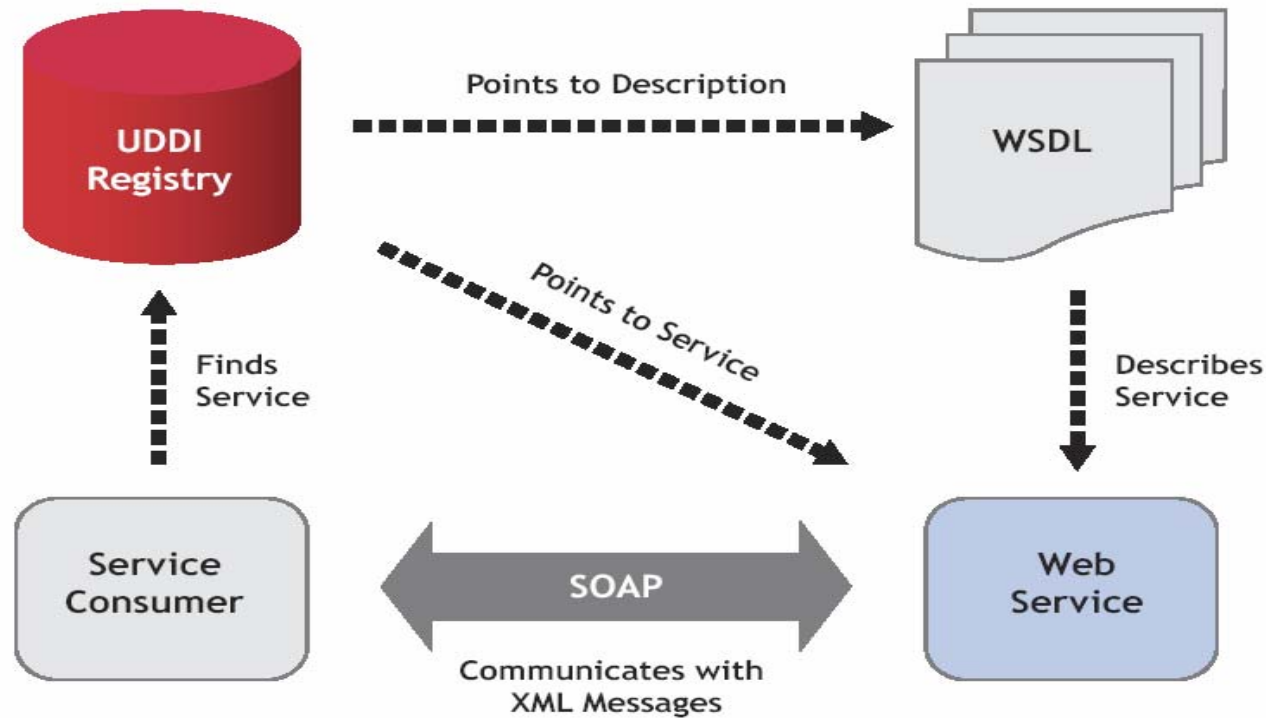 Points to Description
UDDI
Registry
WSDL
Points to Service
Finds
Service
Describes
Service
Service
Consumer
SOAP
Web
Service
Communicates with
XML Messages